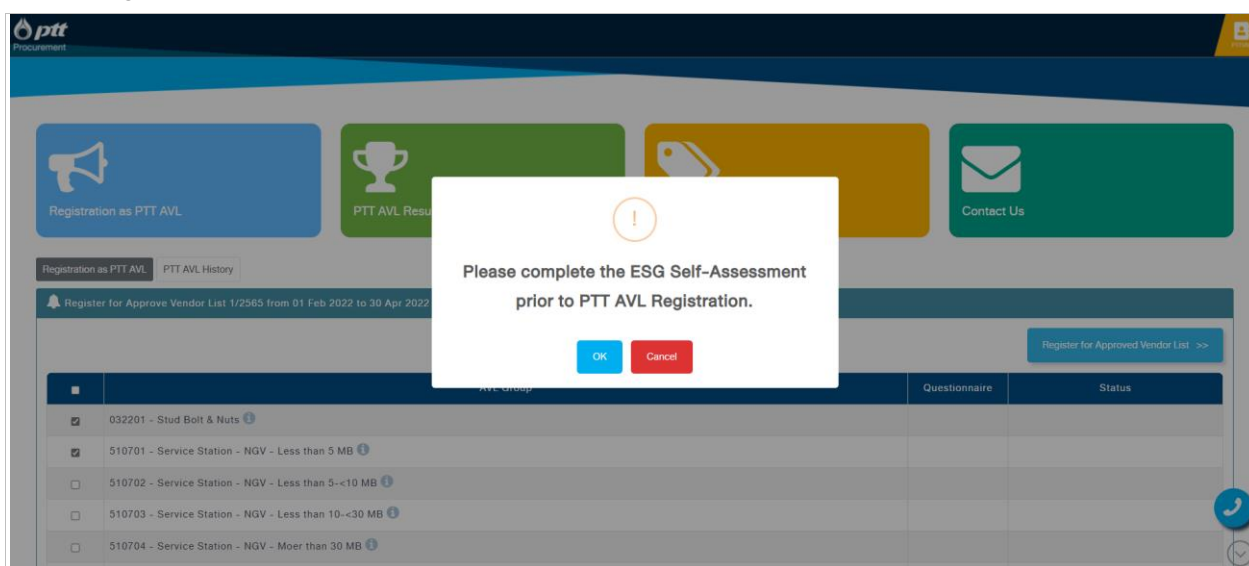 ptt
Procurement
Registration as PTT AVL
PTT AVL Resu
Contact Us
Please complete the ESG Self-Assessment
prior to PTT AVL Registration.
OK
Cancel
Registration as PTT AVL
PTT AVL History
Register for Approve Vendor List 1/2565 from 01 Feb 2022 to 30 Apr 2022
Register for Approved Vendor List >>
AVL Group
Questionnaire
Status
032201 - Stud Bolt & Nuts
510701 - Service Station - NGV - Less than 5 MB
510702 - Service Station - NGV - Less than 5-<10 MB
510703 - Service Station - NGV - Less than 10-<30 MB
510704 - Service Station - NGV - Moer than 30 MB